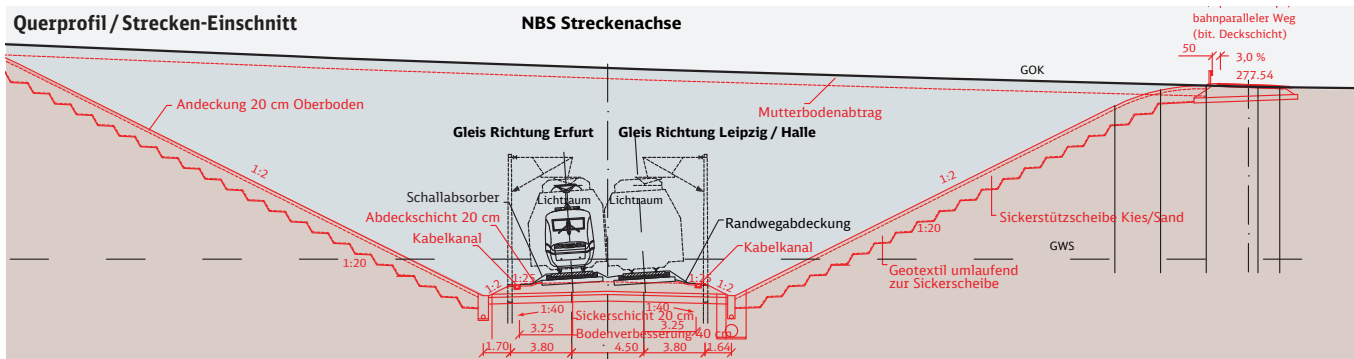 Querprofil / Strecken-Einschnitt
NBS Streckenachse
bahnparalleler Weg
(bit. Deckschicht)
50
3,0 %
277.54
GOK
Andeckung 20 cm Oberboden
Mutterbodenabtrag
Gleis Richtung Erfurt
Gleis Richtung Leipzig / Halle
1:2
1:2
Schallabsorber
Lichtraum
Lichtraum
Abdeckschicht 20 cm
Randwegabdeckung
Sickerstützscheibe Kies/Sand
Kabelkanal
Kabelkanal
1:20
1:20
GWS
Geotextil umlaufend
zur Sickerscheibe
1:2
1:25
1:25
1:2
1:40
1:40
Sickerschicht 20 cm
3.25
3.25
Bodenverbesserung 40 cm
1.70
3.80
4.50
3.80
1.64